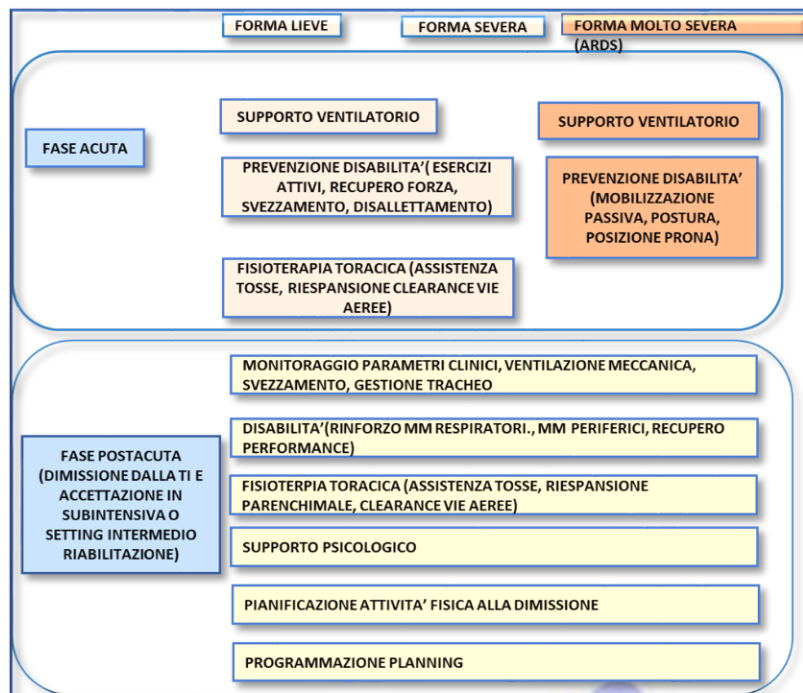 FORMA LIEVE
FORMA SEVERA
FORMA MOLTO SEVERA
(ARDS)
FASE ACUTA
SUPPORTO VENTILATORIO
PREVENZIONE DISABILITA'( ESERCIZI
ATTIVI, RECUPERO FORZA,
SVEZZAMENTO, DISALLETTAMENTO)
FISIOTERAPIA TORACICA (ASSISTENZA
TOSSE, RIESPANSIONE CLEARANCE VIE
AEREE)
SUPPORTO VENTILATORIO
PREVENZIONE DISABILITA'
(MOBILIZZAZIONE
PASSIVA, POSTURA,
POSIZIONE PRONA)
FASE POSTACUTA
(DIMISSIONE DALLA TI E
ACCETTAZIONE IN
SUBINTENSIVA O
SETTING INTERMEDIO
RIABILITAZIONE)
MONITORAGGIO PARAMETRI CLINICI, VENTILAZIONE MECCANICA,
SVEZZAMENTO, GESTIONE TRACHEO
DISABILITA'(RINFORZO MM RESPIRATORI., MM PERIFERICI, RECUPERO
PERFORMANCE)
FISIOTERPIA TORACICA (ASSISTENZA TOSSE, RIESPANSIONE
PARENCHIMALE, CLEARANCE VIE AEREE)
SUPPORTO PSICOLOGICO
PIANIFICAZIONE ATTIVITA' FISICA ALLA DIMISSIONE
PROGRAMMAZIONE PLANNING